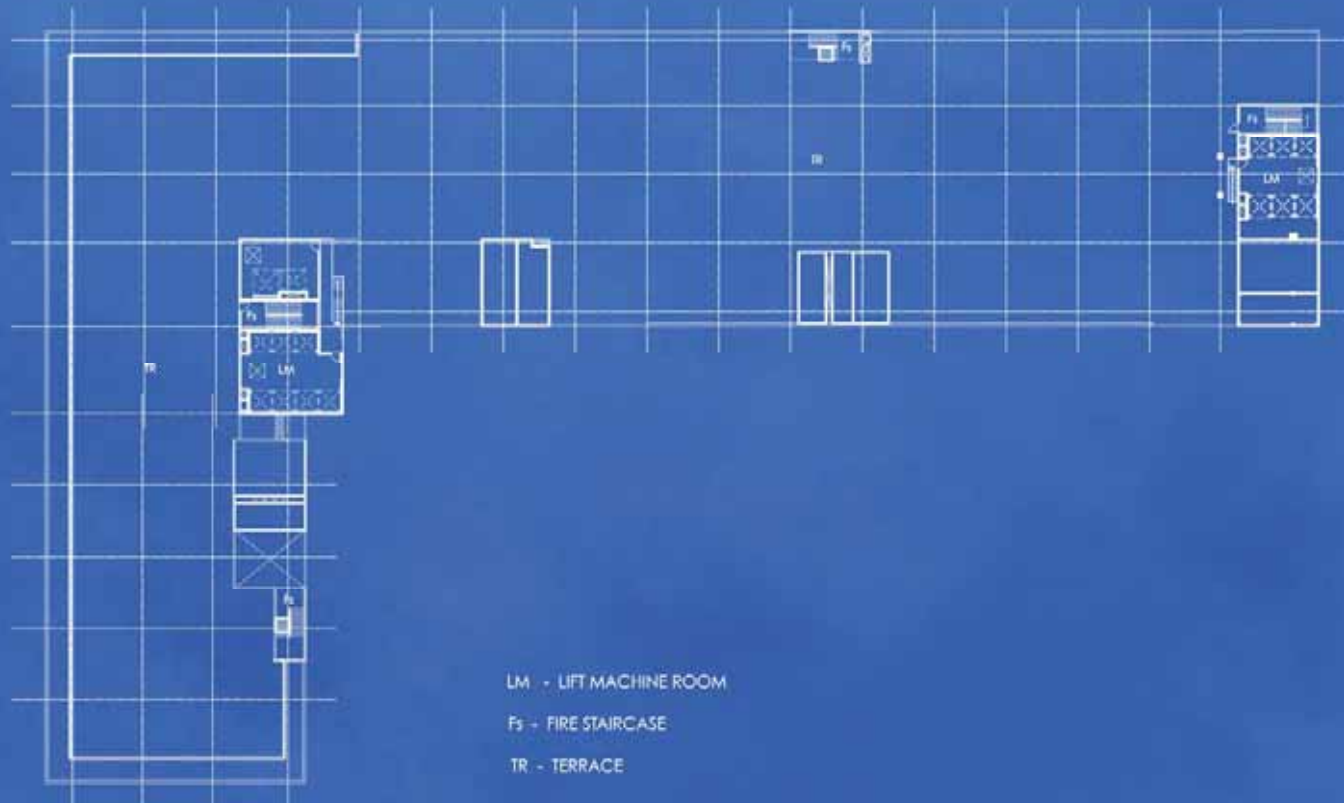 Fs
Fs
TR
LM
Fs
TR
LM
Fs
LM - LIFT MACHINE ROOM
Fs - FIRE STAIRCASE
TR - TERRACE